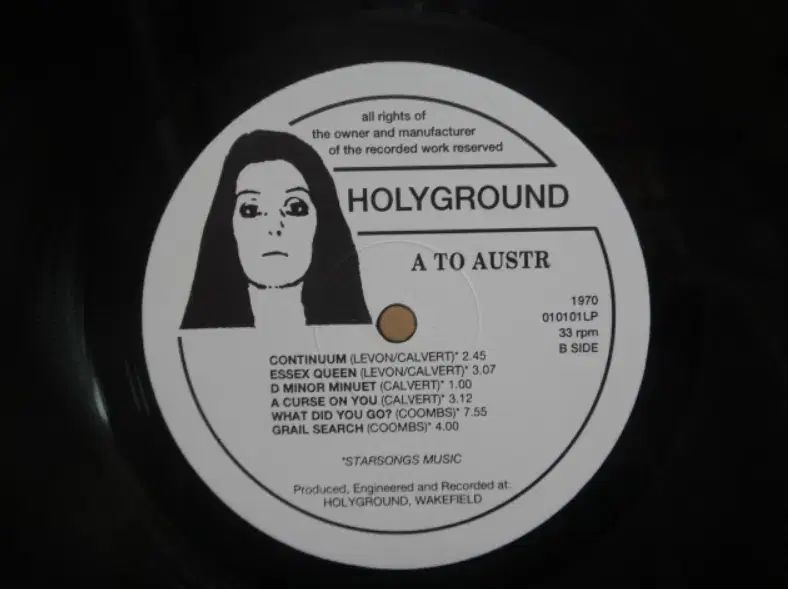 all rights of
the owner and manufacturer
of the recorded work reserved
HOLYGROUND
A TO AUSTR
1970
010101LP
33 rpm
B SIDE
CONTINUUM (LEVON/CALVERT)* 2.45
ESSEX QUEEN (LEVON/CALVERT)* 3.07
D MINOR MINUET (CALVERT)* 1.00
A CURSE ON YOU (CALVERT)* 3.12
WHAT DID YOU GO? (COOMBS)* 7.55
GRAIL SEARCH (COOMBS)* 4.00
*STARSONGS MUSIC
Produced, Engineered and Recorded at:
HOLYGROUND, WAKEFIELD